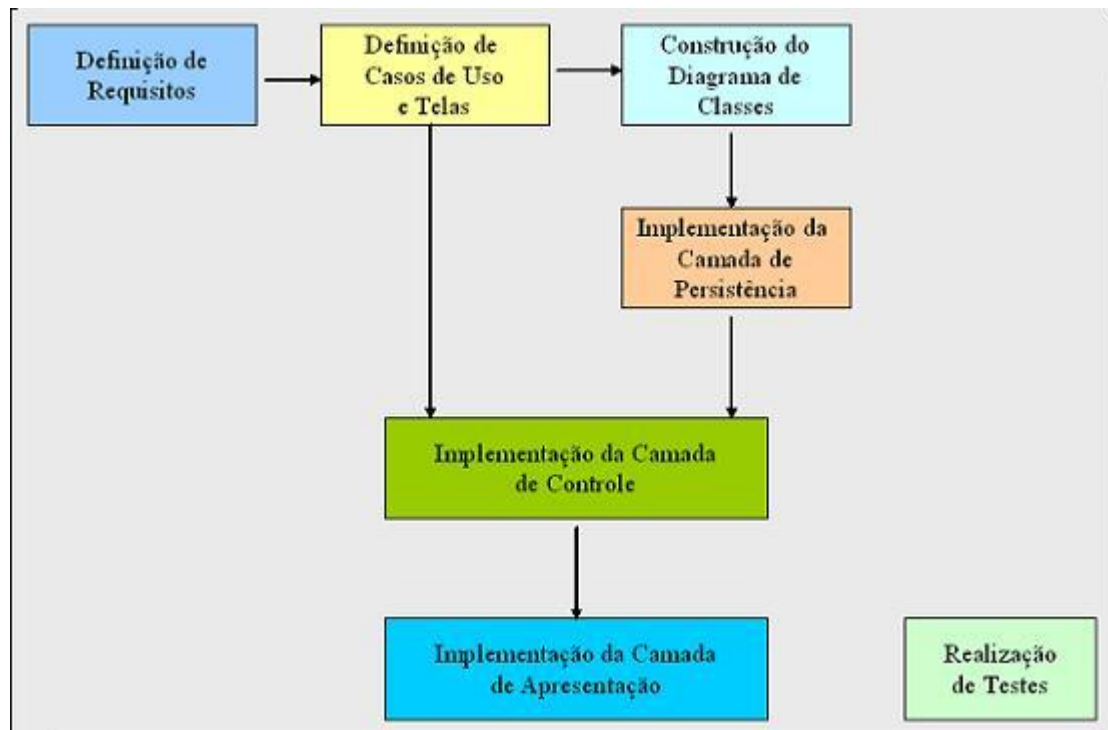 Definição de
Requisitos
Definição de
Casos de Uso
e Telas
Construção do
Diagrama de
Classes
Implementação da
Camada de
Persistência
Implementação da Camada
de Controle
Implementação da Camada
de Apresentação
Realização
de Testes